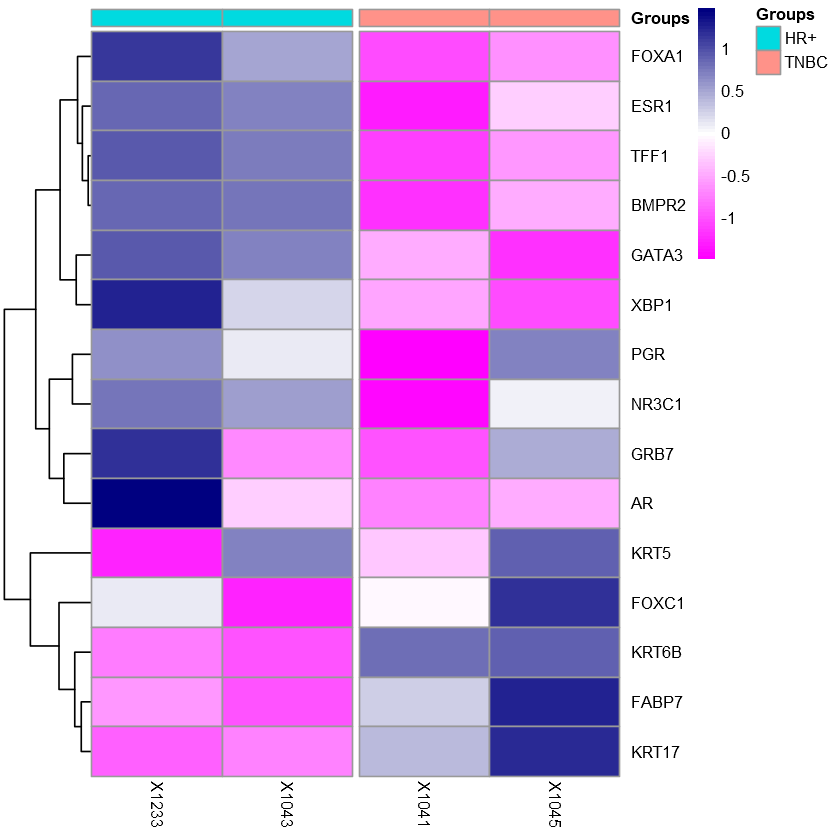 Groups
Groups
HR+
TNBC
1
0.5
0
-0.5
-1
FOXA1
ESR1
TFF1
BMPR2
GATA3
XBP1
PGR
NR3C1
GRB7
AR
KRT5
FOXC1
KRT6B
FABP7
KRT17
X1233
X1043
X1041
X1045